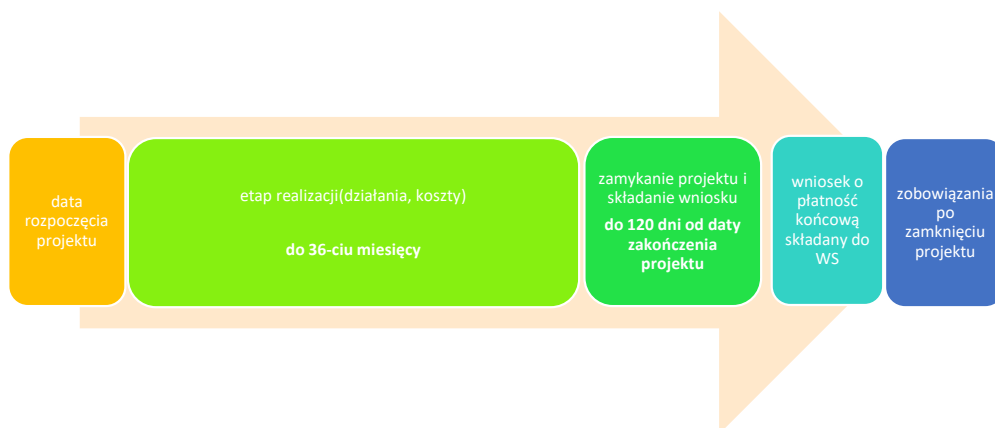 data
rozpoczęcia
projektu
etap realizacji(działania, koszty)
do 36-ciu miesięcy
zamykanie projektu i
składanie wniosku
do 120 dni od daty
zakończenia
projektu
wniosek o
płatność
końcową
składany do
WS
zobowiązania
po
zamknięciu
projektu